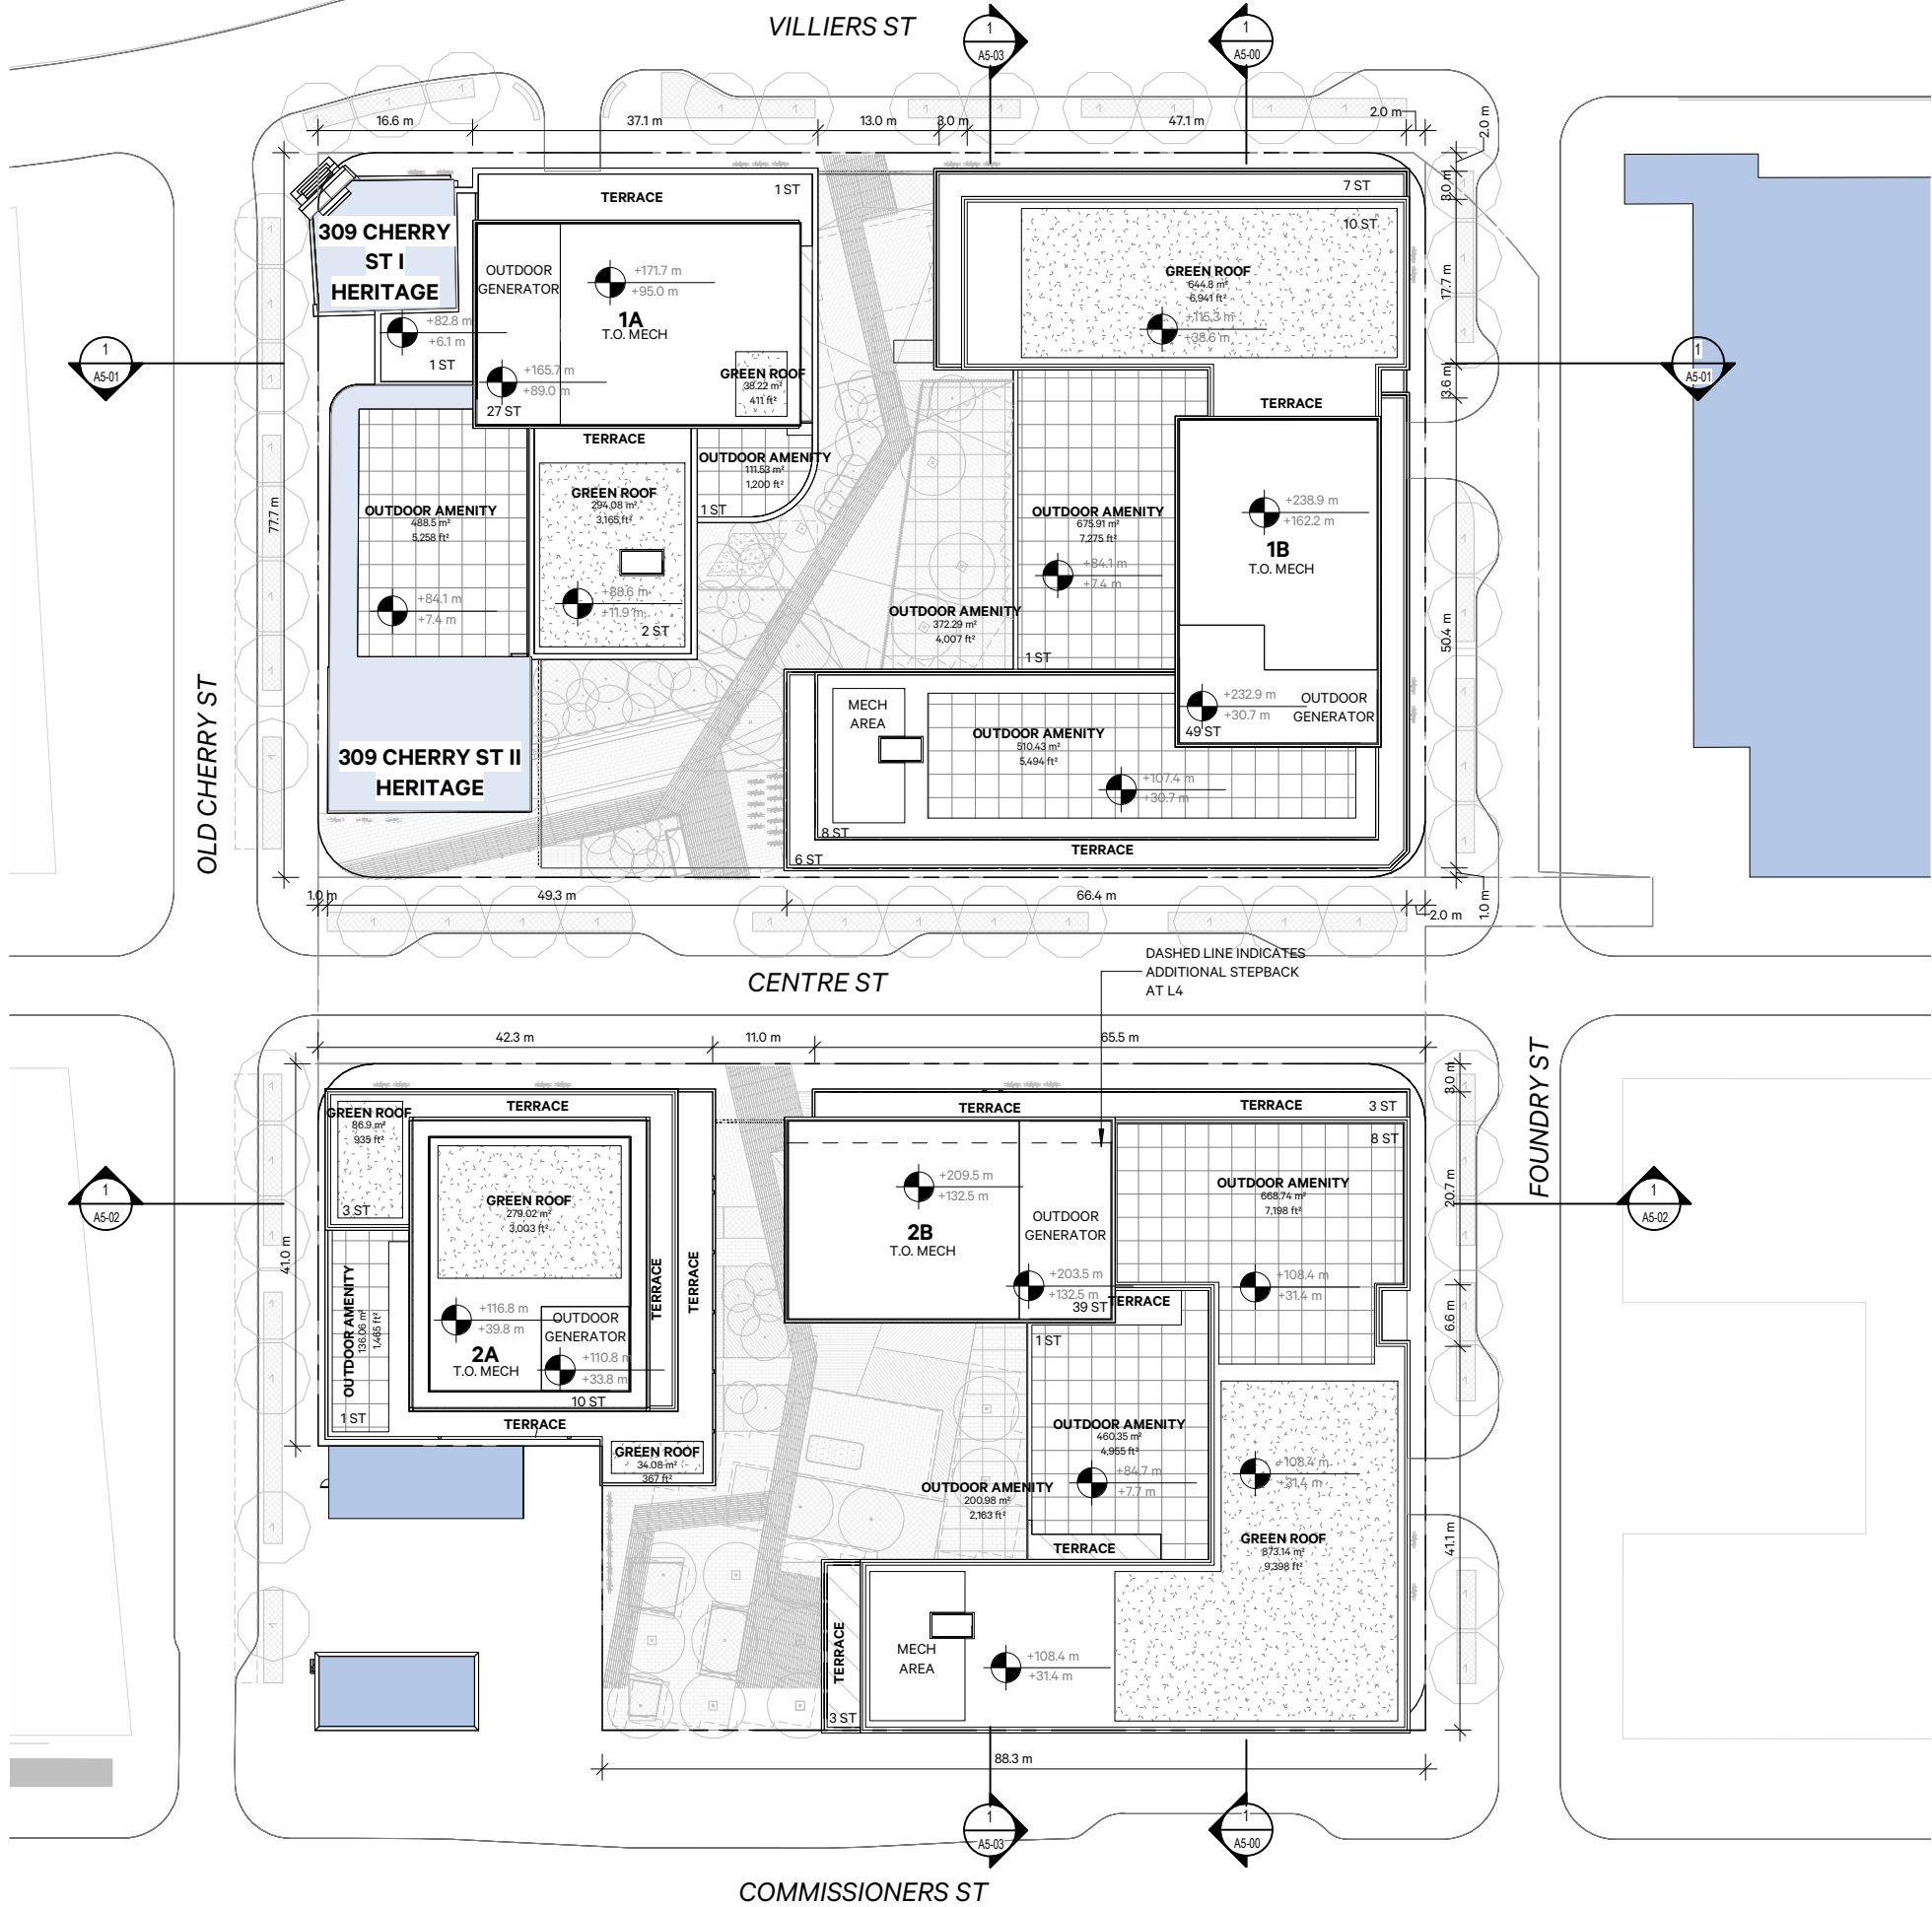 VILLIERS ST
1
A5-03
1
A5-00
16.6 m
37.1 m
13.0 m
3.0 m
47.1 m
2.0 m
2.0 m
TERRACE
1 ST
7 ST
309 CHERRY
ST I
HERITAGE
10 ST
OUTDOOR
GENERATOR
+171.7 m
+95.0 m
1A
T.O. MECH
GREEN ROOF
644.8 m²
6,941 ft²
+115.3 m
+38.6 m
3.0 m
17.7 m
+82.8 m
+6.1 m
1 ST
1
A5-01
1
A5-01
+165.7 m
+89.0 m
27 ST
GREEN ROOF
38.22 m²
411 ft²
3.6 m
TERRACE
TERRACE
OUTDOOR AMENITY
111.53 m²
1,200 ft²
1 ST
77.7 m
OUTDOOR AMENITY
488.5 m²
5,258 ft²
GREEN ROOF
294.08 m²
3,165 ft²
OUTDOOR AMENITY
675.91 m²
7,275 ft²
+238.9 m
+162.2 m
1B
T.O. MECH
+84.1 m
+7.4 m
+84.1 m
+7.4 m
+88.6 m
+11.9 m
2 ST
OUTDOOR AMENITY
372.29 m²
4,007 ft²
1 ST
50.4 m
OLD CHERRY ST
MECH
AREA
+232.9 m
+30.7 m
OUTDOOR
GENERATOR
49 ST
OUTDOOR AMENITY
510.43 m²
5,494 ft²
309 CHERRY ST II
HERITAGE
+107.4 m
+30.7 m
8 ST
TERRACE
6 ST
1.0 m
49.3 m
66.4 m
2.0 m
1.0 m
CENTRE ST
DASHED LINE INDICATES
ADDITIONAL STEPBACK
AT L4
42.3 m
11.0 m
65.5 m
FOUNDRY ST
3.0 m
GREEN ROOF
86.9 m²
935 ft²
TERRACE
TERRACE
TERRACE
3 ST
8 ST
3 ST
GREEN ROOF
279.02 m²
3,003 ft²
+209.5 m
+132.5 m
2B
T.O. MECH
OUTDOOR
GENERATOR
OUTDOOR AMENITY
668.74 m²
7,198 ft²
1
A5-02
1
A5-02
20.7 m
41.0 m
OUTDOOR AMENITY
136.06 m²
1,465 ft²
TERRACE
TERRACE
+203.5 m
+132.5 m
39 ST
TERRACE
+108.4 m
+31.4 m
6.6 m
+116.8 m
+39.8 m
OUTDOOR
GENERATOR
2A
T.O. MECH
+110.8 m
+33.8 m
10 ST
1 ST
1 ST
TERRACE
GREEN ROOF
34.08 m²
367 ft²
OUTDOOR AMENITY
460.35 m²
4,955 ft²
+84.7 m
+7.7 m
+108.4 m
+31.4 m
OUTDOOR AMENITY
200.98 m²
2,163 ft²
TERRACE
GREEN ROOF
873.14 m²
9,398 ft²
41.1 m
TERRACE
MECH
AREA
+108.4 m
+31.4 m
3 ST
88.3 m
1
A5-03
1
A5-00
COMMISSIONERS ST